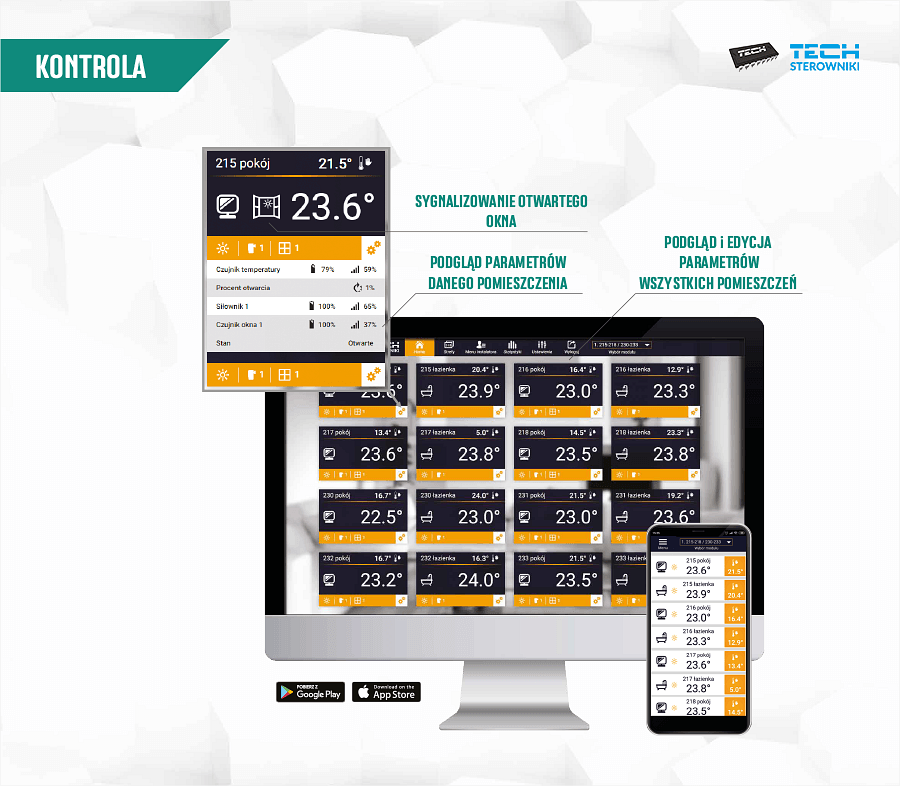 KONTROLA
TECH
TECH
STEROWNIKI
215 pokój 21.5°
23.6°
1 1
Czujnik temperatury 79% 59%
Procent otwarcia 1%
Siłownik 1 100% 65%
Czujnik okna 1 100% 37%
Stan Otwarte
1 1
SYGNALIZOWANIE OTWARTEGO
OKNA
PODGLĄD PARAMETRÓW
DANEGO POMIESZCZENIA
PODGLĄD i EDYCJA
PARAMETRÓW
WSZYSTKICH POMIESZCZEŃ
Home Strefy Menu instalatora Statystyki Ustawienia Wyloguj 1. 215-218 / 230-233
Wybór modułu
215 łazienka 20.4° 216 pokój 16.4° 216 łazienka 12.9°
23.6° 23.9° 23.0° 23.3°
217 pokój 13.4° 217 łazienka 5.0° 218 pokój 14.5° 218 łazienka 23.3°
23.6° 23.8° 23.5° 23.8°
230 pokój 16.7° 230 łazienka 24.0° 231 pokój 21.5° 231 łazienka 19.2°
22.5° 23.0° 23.0° 23.6°
232 pokój 16.7° 232 łazienka 16.3° 233 pokój 21.5° 233 łazienka
23.2° 24.0° 23.5°
Menu 1. 215-218 / 230-233
Wybór modułu
215 pokój
23.6° 21.5°
215 łazienka
23.9° 20.4°
216 pokój
23.0° 16.4°
216 łazienka
23.3° 12.9°
217 pokój
23.6° 13.4°
217 łazienka
23.8° 5.0°
218 pokój
23.5° 14.5°
POBIERZ Z
Google Play
Download on the
App Store